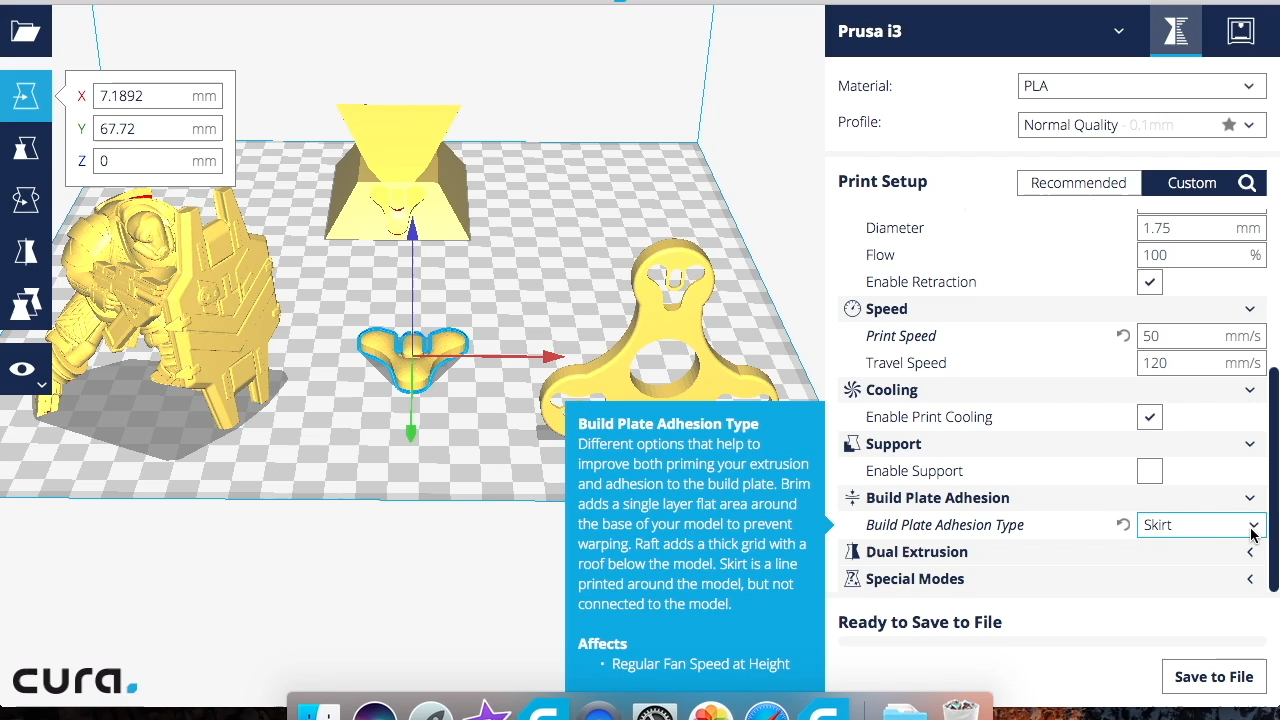 Prusa i3
X 7.1892 mm
Y 67.72 mm
Z 0 mm
Material: PLA
Profile: Normal Quality - 0.1mm
Print Setup Recommended Custom
Diameter 1.75 mm
Flow 100 %
Enable Retraction
Speed
Print Speed 50 mm/s
Travel Speed 120 mm/s
Cooling
Enable Print Cooling
Support
Enable Support
Build Plate Adhesion
Build Plate Adhesion Type Skirt
Dual Extrusion
Special Modes
Build Plate Adhesion Type
Different options that help to
improve both priming your extrusion
and adhesion to the build plate. Brim
adds a single layer flat area around
the base of your model to prevent
warping. Raft adds a thick grid with a
roof below the model. Skirt is a line
printed around the model, but not
connected to the model.
Affects
• Regular Fan Speed at Height
Ready to Save to File
Save to File
cura.